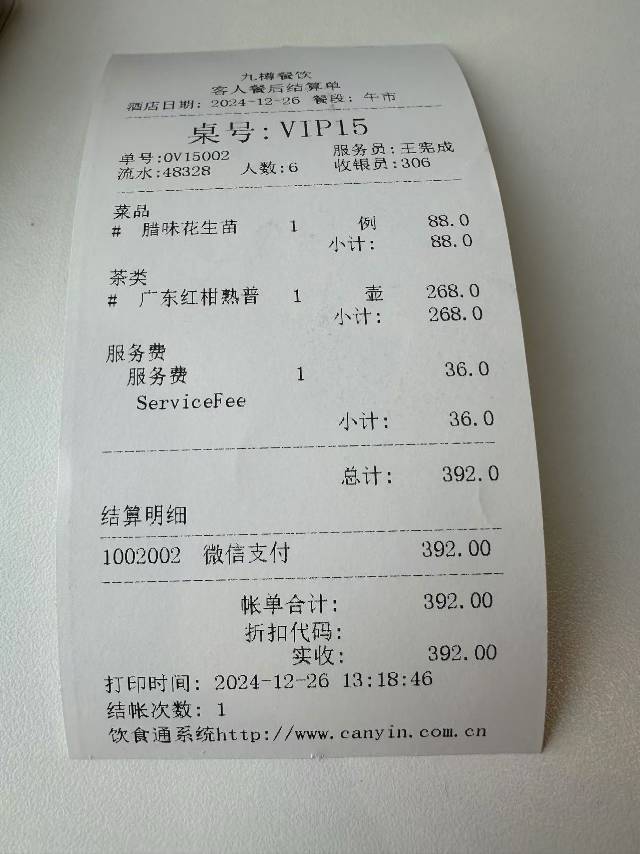 九樽餐饮
客人餐后结算单
酒店日期: 2024-12-26 餐段: 午市
桌号: VIP15
单号:0V15002 服务员:王宪成
流水:48328 人数:6 收银员:306
菜品
# 腊味花生苗 1 例 88.0
小计: 88.0
茶类
# 广东红柑熟普 1 壶 268.0
小计: 268.0
服务费
服务费 1 36.0
ServiceFee
小计: 36.0
总计: 392.0
结算明细
1002002 微信支付 392.00
帐单合计: 392.00
折扣代码:
实收: 392.00
打印时间: 2024-12-26 13:18:46
结帐次数: 1
饮食通系统http://www.canyin.com.cn